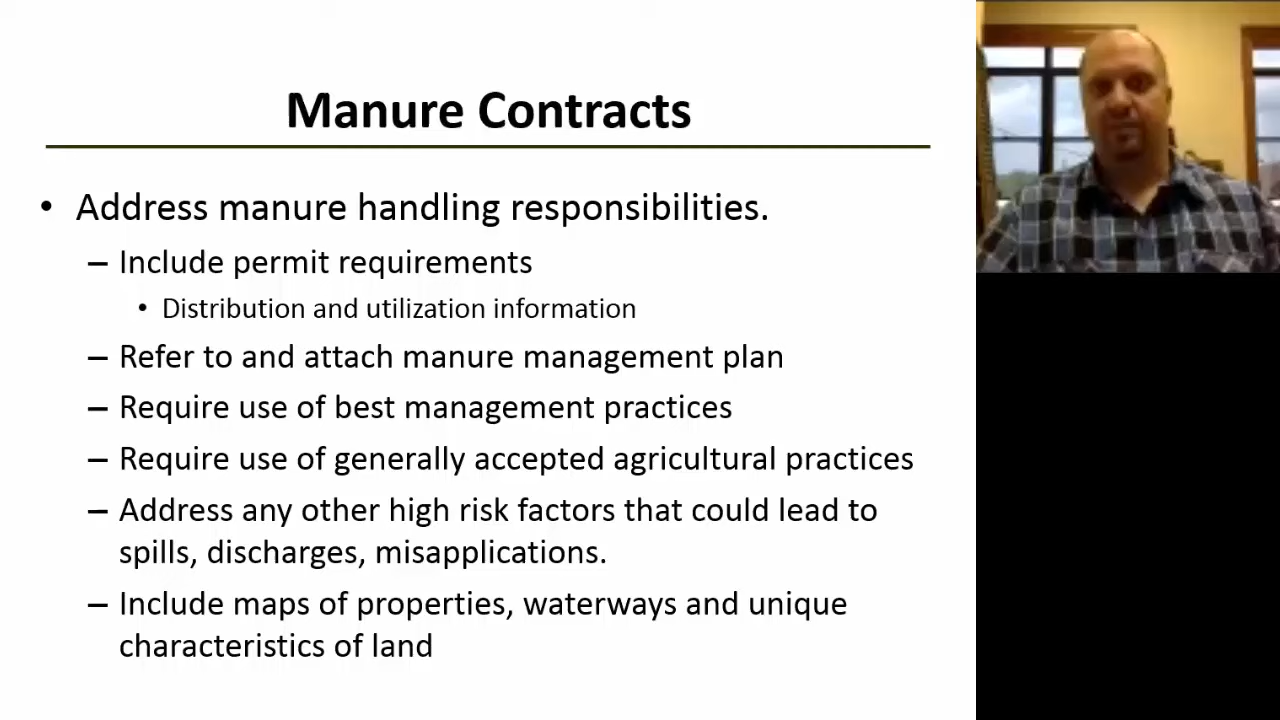 Manure Contracts
• Address manure handling responsibilities.
– Include permit requirements
• Distribution and utilization information
– Refer to and attach manure management plan
– Require use of best management practices
– Require use of generally accepted agricultural practices
– Address any other high risk factors that could lead to
spills, discharges, misapplications.
– Include maps of properties, waterways and unique
characteristics of land